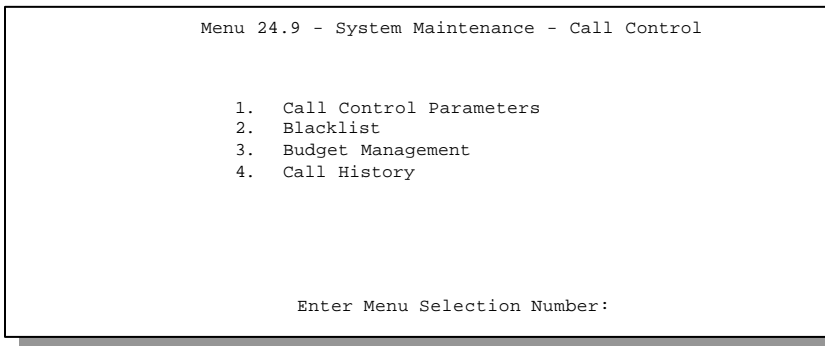 Menu 24.9 - System Maintenance - Call Control
1. Call Control Parameters
2. Blacklist
3. Budget Management
4. Call History
Enter Menu Selection Number: